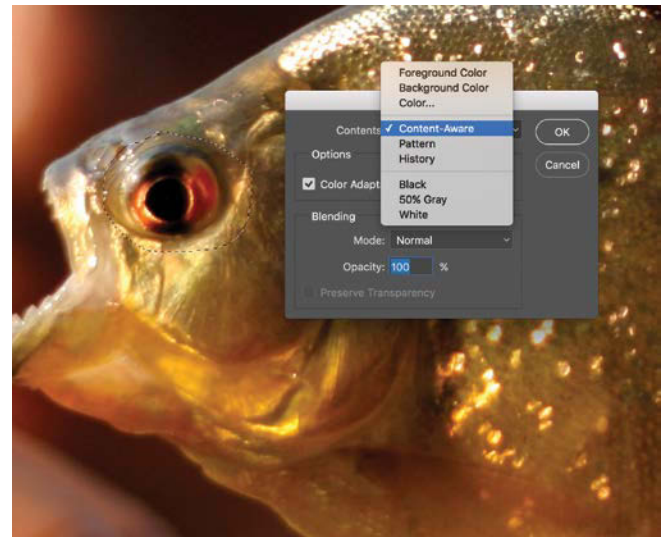 Foreground Color
Background Color
Color...
Contents ✓ Content-Aware
OK
Pattern
History
Options
Cancel
Color Adapt
Black
50% Gray
White
Blending
Mode: Normal
Opacity: 100 %
Preserve Transparency